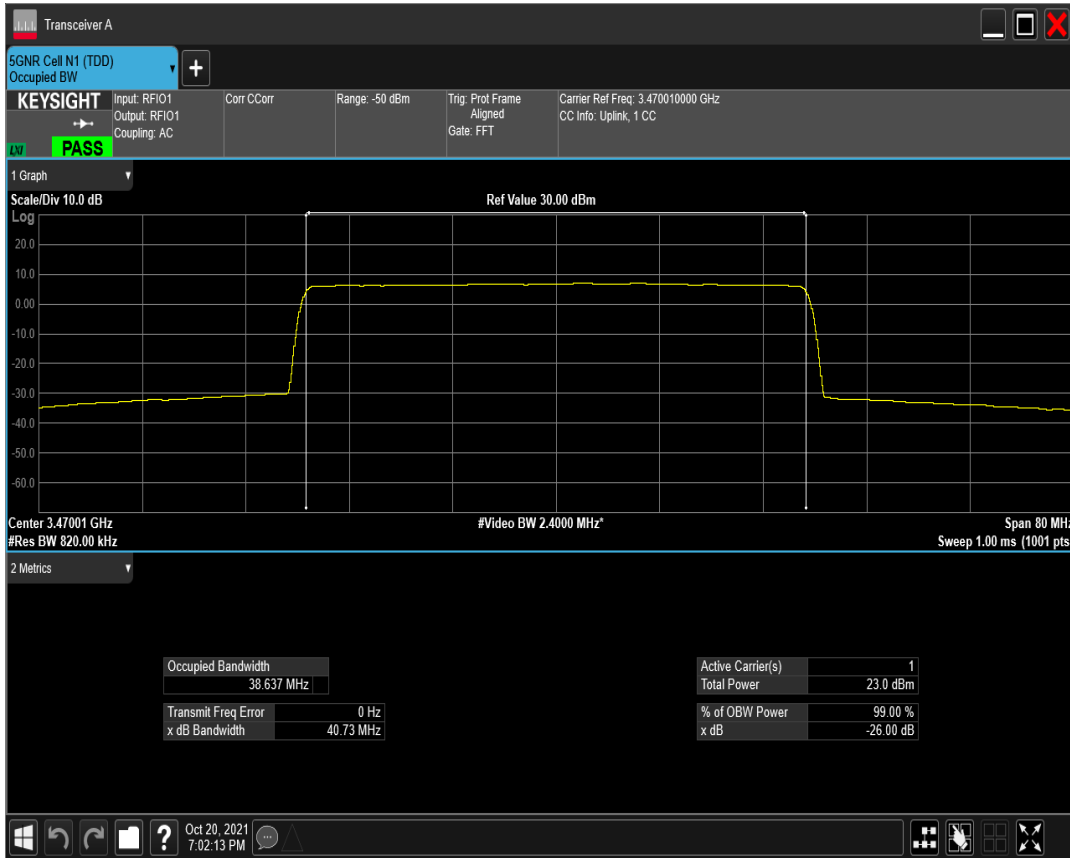 Transceiver A
5GNR Cell N1 (TDD)
Occupied BW
+
KEYSIGHT
LXI
PASS
Input: RFIO1
Output: RFIO1
Coupling: AC
Corr CCorr
Range: -50 dBm
Trig: Prot Frame
Aligned
Gate: FFT
Carrier Ref Freq: 3.470010000 GHz
CC Info: Uplink, 1 CC
1 Graph
Scale/Div 10.0 dB
Ref Value 30.00 dBm
Log
20.0
10.0
0.00
-10.0
-20.0
-30.0
-40.0
-50.0
-60.0
Center 3.47001 GHz
#Video BW 2.4000 MHz*
Span 80 MHz
#Res BW 820.00 kHz
Sweep 1.00 ms (1001 pts
2 Metrics
Occupied Bandwidth
38.637 MHz
Transmit Freq Error 0 Hz
x dB Bandwidth 40.73 MHz
Active Carrier(s) 1
Total Power 23.0 dBm
% of OBW Power 99.00 %
x dB -26.00 dB
?
Oct 20, 2021
7:02:13 PM